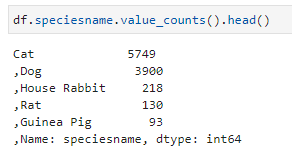 df.speciesname.value_counts().head()
Cat 5749
,Dog 3900
,House Rabbit 218
,Rat 130
,Guinea Pig 93
,Name: speciesname, dtype: int64